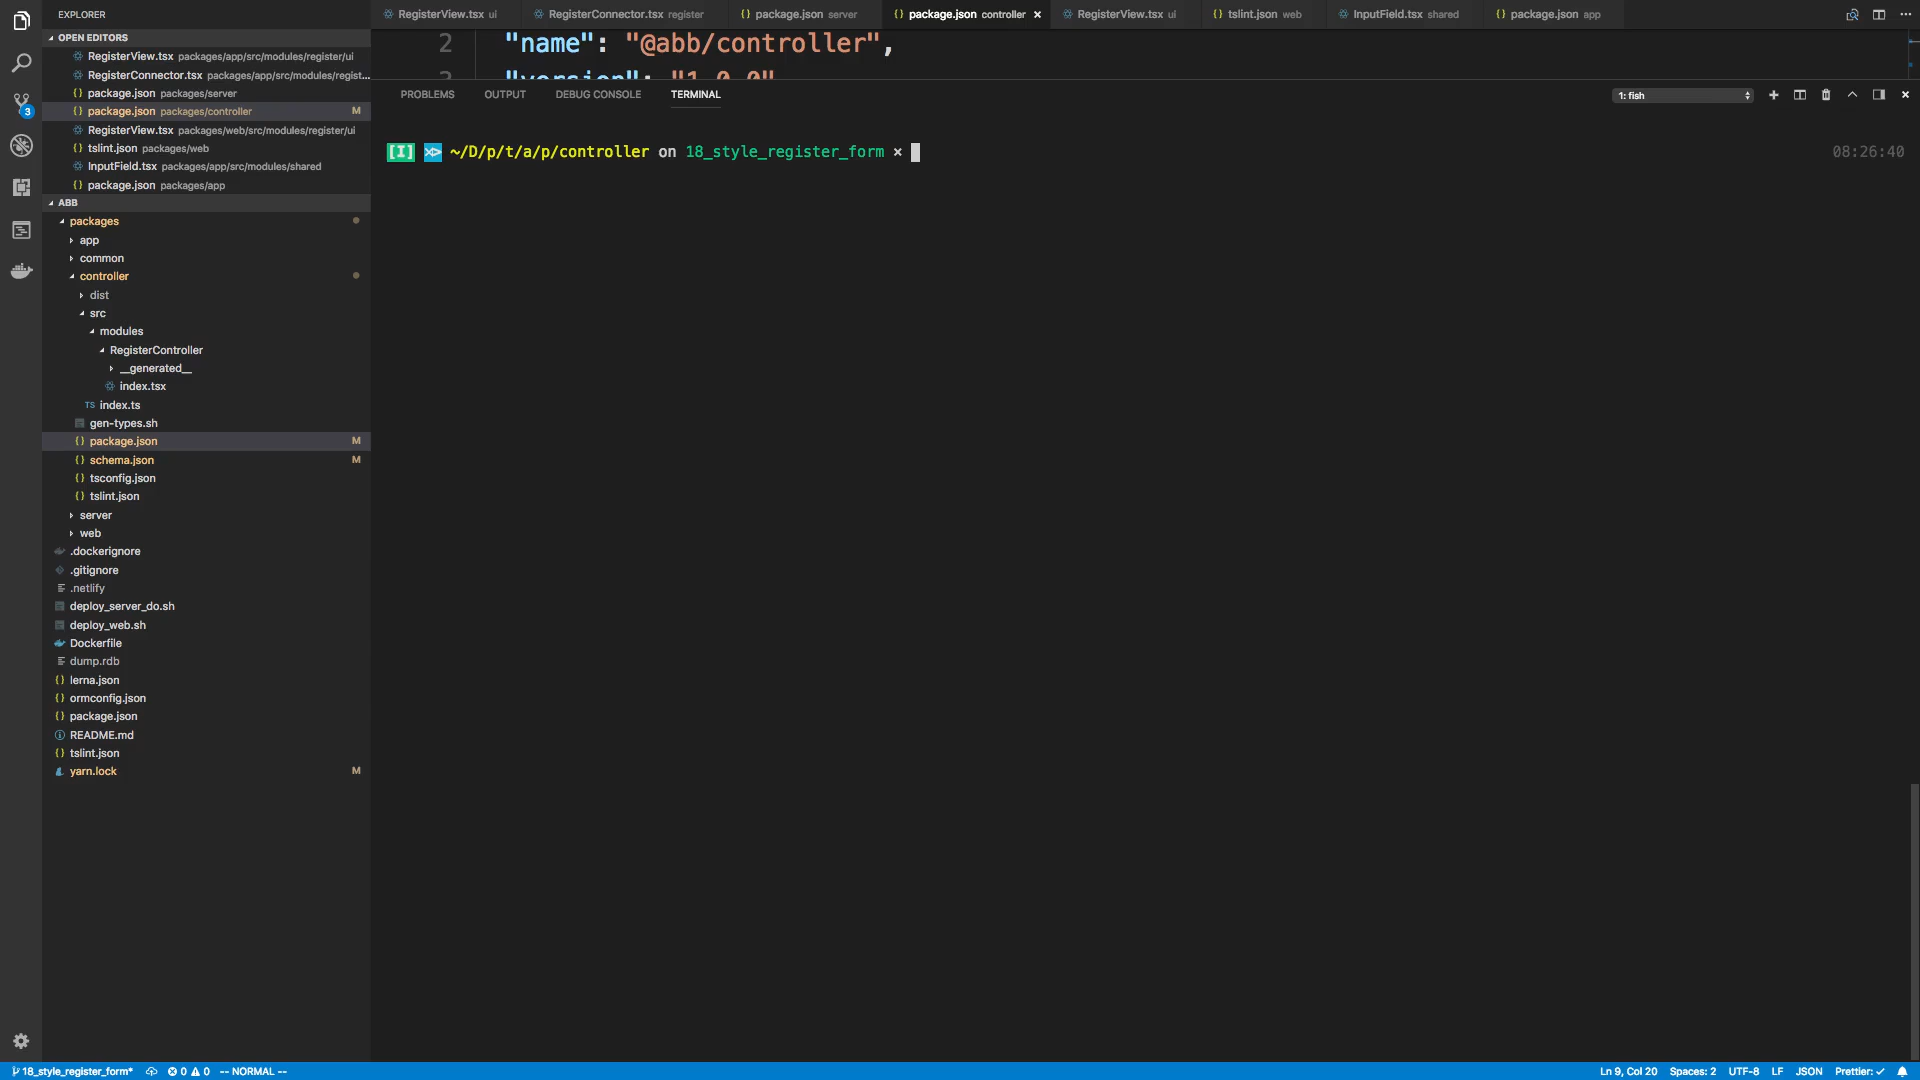 EXPLORER
OPEN EDITORS
RegisterView.tsx packages/app/src/modules/register/ui
RegisterConnector.tsx packages/app/src/modules/regist...
package.json packages/server
package.json packages/controller M
RegisterView.tsx packages/web/src/modules/register/ui
tslint.json packages/web
InputField.tsx packages/app/src/modules/shared
package.json packages/app
ABB
packages
app
common
controller
dist
src
modules
RegisterController
__generated__
index.tsx
TS index.ts
gen-types.sh
package.json M
schema.json M
tsconfig.json
tslint.json
server
web
.dockerignore
.gitignore
.netlify
deploy_server_do.sh
deploy_web.sh
Dockerfile
dump.rdb
lerna.json
ormconfig.json
package.json
README.md
tslint.json
yarn.lock M
3
RegisterView.tsx ui
RegisterConnector.tsx register
package.json server
package.json controller
RegisterView.tsx ui
tslint.json web
InputField.tsx shared
package.json app
2 "name": "@abb/controller",
3 "version": "1.0.0"
PROBLEMS OUTPUT DEBUG CONSOLE TERMINAL
1: fish
[I] ~/D/p/t/a/p/controller on 18_style_register_form × 08:26:40
18_style_register_form* 0 0 -- NORMAL --
Ln 9, Col 20 Spaces: 2 UTF-8 LF JSON Prettier: ✓